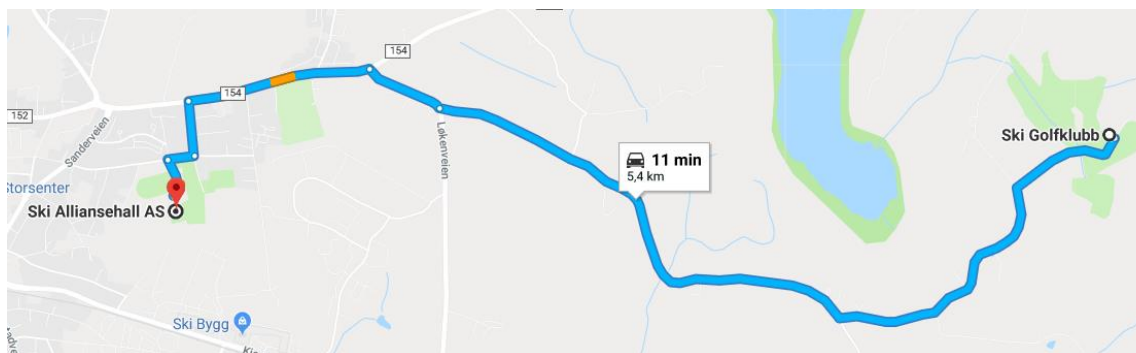 154
154
152
Sanderveien
Løkenveien
Storsenter
Ski Alliansehall AS
11 min
5,4 km
Ski Golfklubb
Ski Bygg